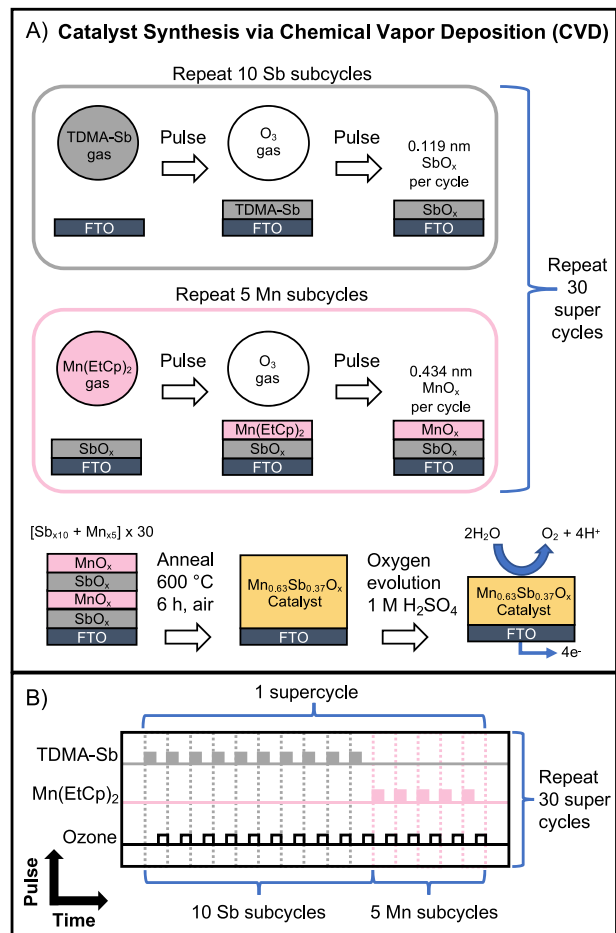 A) Catalyst Synthesis via Chemical Vapor Deposition (CVD)
Repeat 10 Sb subcycles
TDMA-Sb
gas
Pulse
O₃
gas
Pulse
0.119 nm
SbOₓ
per cycle
FTO
TDMA-Sb
FTO
SbOₓ
FTO
Repeat 5 Mn subcycles
Mn(EtCp)₂
gas
Pulse
O₃
gas
Pulse
0.434 nm
MnOₓ
per cycle
SbOₓ
FTO
Mn(EtCp)₂
SbOₓ
FTO
MnOₓ
SbOₓ
FTO
Repeat
30
super
cycles
[Sbₓ₁₀ + Mnₓ₅] x 30
MnOₓ
SbOₓ
MnOₓ
SbOₓ
FTO
Anneal
600 °C
6 h, air
Mn₀.₆₃Sb₀.₃₇Oₓ
Catalyst
FTO
Oxygen
evolution
1 M H₂SO₄
2H₂O
O₂ + 4H⁺
Mn₀.₆₃Sb₀.₃₇Oₓ
Catalyst
FTO
4e⁻
B)
1 supercycle
TDMA-Sb
Mn(EtCp)₂
Ozone
Repeat
30 super
cycles
Pulse
Time
10 Sb subcycles
5 Mn subcycles